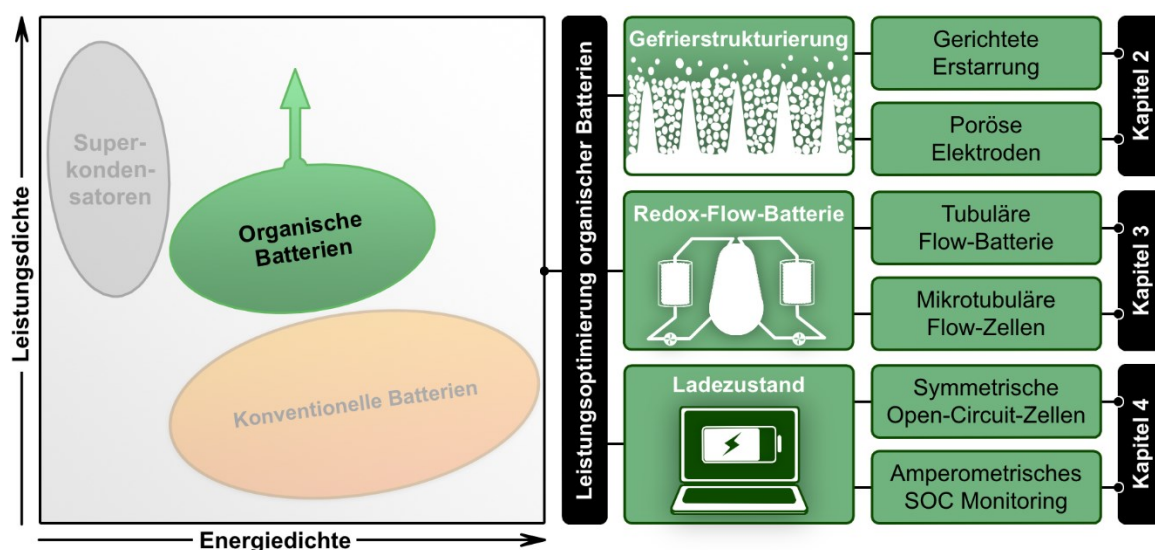 Leistungsdichte
Super-
konden-
satoren
Organische
Batterien
Konventionelle Batterien
Energiedichte
Leistungsoptimierung organischer Batterien
Gefrierstrukturierung
Gerichtete
Erstarrung
Poröse
Elektroden
Kapitel 2
Redox-Flow-Batterie
Tubuläre
Flow-Batterie
Mikrotubuläre
Flow-Zellen
Kapitel 3
Ladezustand
Symmetrische
Open-Circuit-Zellen
Amperometrisches
SOC Monitoring
Kapitel 4